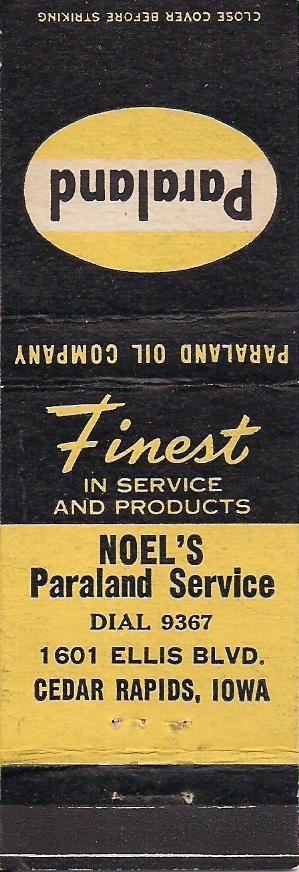 CLOSE COVER BEFORE STRIKING
Paraland
PARALAND OIL COMPANY
Finest
IN SERVICE
AND PRODUCTS
NOEL'S
Paraland Service
DIAL 9367
1601 ELLIS BLVD.
CEDAR RAPIDS, IOWA